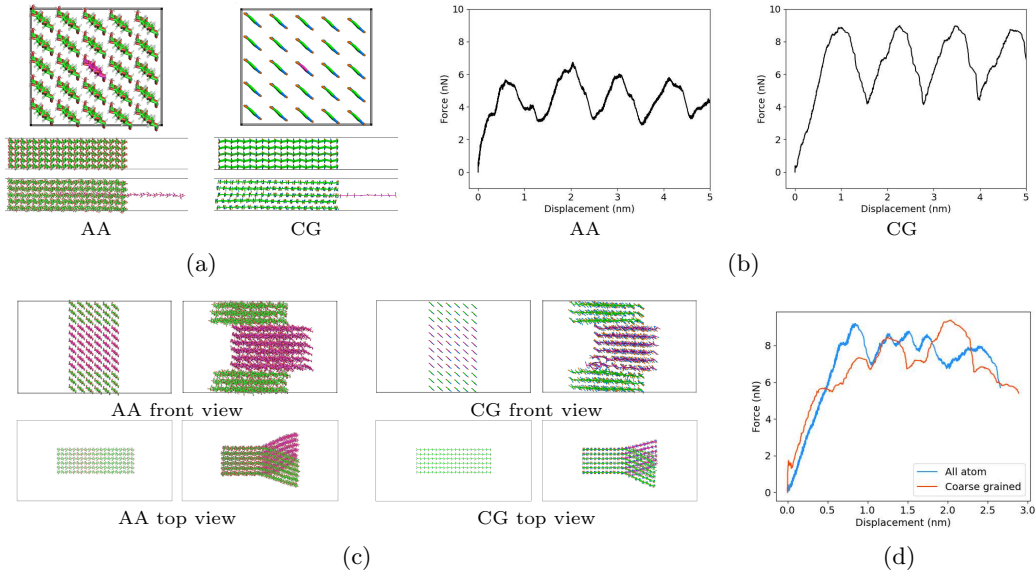 AA
CG
(a)
10
8
6
4
2
0
Force (nN)
0 1 2 3 4 5
Displacement (nm)
AA
10
8
6
4
2
0
Force (nN)
0 1 2 3 4 5
Displacement (nm)
CG
(b)
AA front view
CG front view
AA top view
CG top view
(c)
8
6
4
2
0
Force (nN)
All atom
Coarse grained
0.0 0.5 1.0 1.5 2.0 2.5 3.0
Displacement (nm)
(d)